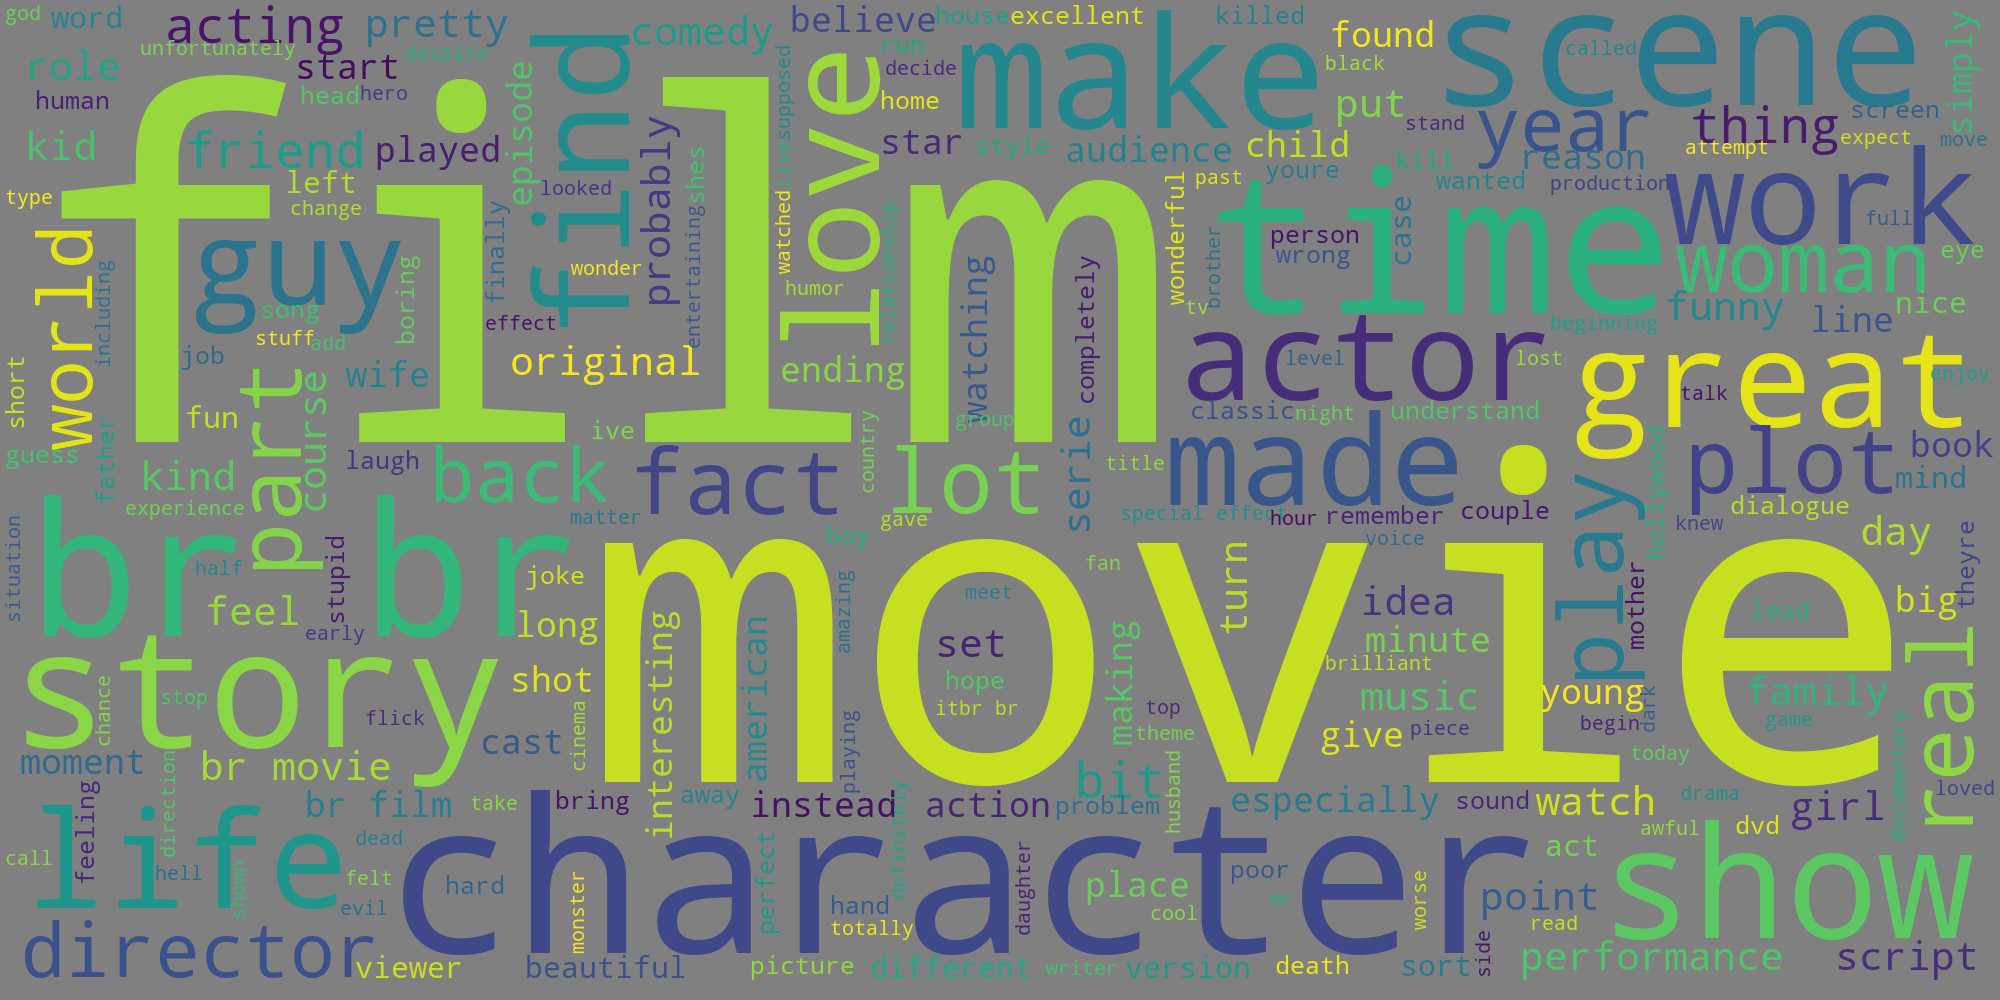 god
word
acting
pretty
comedy
believe
house
excellent
killed
scene
unfortunately
despite
run
make
found
called
simply
role
start
find
love
decide
black
human
head
hero
episode
livesupposed
home
put
year
screen
kid
friend
played
probably
shes
star
style
audience
child
stand
thing
expect
move
kill
reason
attempt
type
left
looked
film
youre
wanted
production
work
change
finally
watched
wonderful
past
time
case
full
world
guy
wonder
entertaining
relationship
brother
person
wrong
woman
eye
including
boring
humor
watching
completely
tv
funny
nice
song
effect
beginning
line
stuff
add
job
original
ending
actor
level
lost
great
enjoy
short
part
course
wife
talk
fun
group
classic
night
understand
father
ive
guess
kind
laugh
back
fact
country
lot
serie
title
made
play
hollywood
plot
book
mind
experience
matter
gave
special effect
hour
remember
couple
knew
dialogue
day
situation
br br
stupid
boy
voice
theyre
half
joke
amazing
fan
movie
turn
mother
feel
meet
idea
lead
big
early
long
interesting
american
set
making
minute
real
story
shot
hope
brilliant
young
family
chance
stop
flick
cinema
playing
itbr br
top
theme
music
dark
game
cast
give
piece
begin
moment
br movie
bit
today
documentary
feeling
direction
br film
take
bring
away
instead
action
problem
husband
especially
sound
watch
drama
girl
loved
life
dead
character
perfect
definitely
awful
dvd
call
hell
shown
felt
hard
daughter
place
poor
worse
act
show
evil
monster
hand
cool
mr
point
director
totally
side
read
viewer
beautiful
picture
different
writer
version
death
sort
performance
script